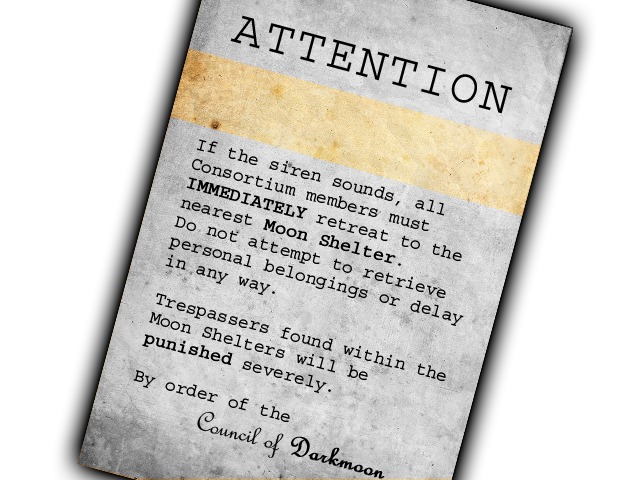 ATTENTION
If the siren sounds, all
Consortium members must
IMMEDIATELY retreat to the
nearest Moon Shelter.
Do not attempt to retrieve
personal belongings or delay
in any way.
Trespassers found within the
Moon Shelters will be
punished severely.
By order of the
Council of Darkmoon